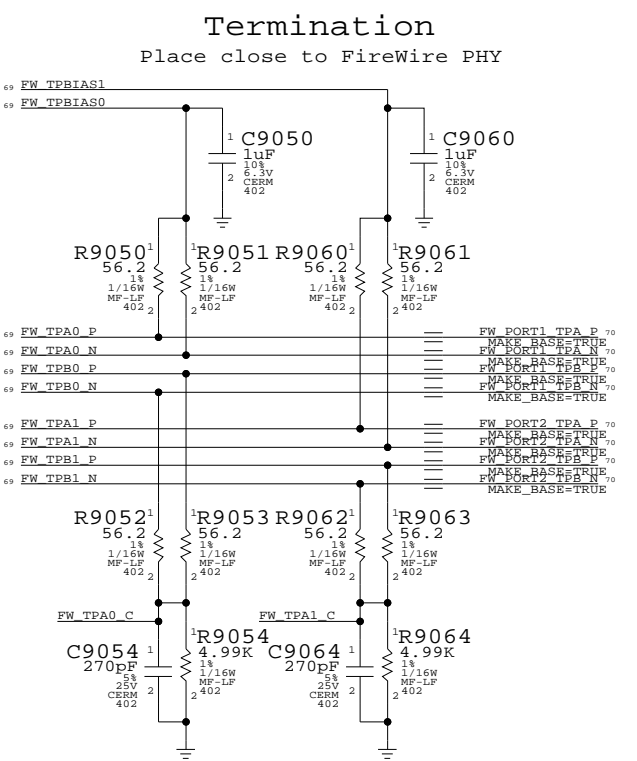 Termination
Place close to FireWire PHY
69 FW_TPBIAS1
69 FW_TPBIAS0
1 C9050
1uF
10%
6.3V
2 CERM
402
1 C9060
1uF
10%
6.3V
2 CERM
402
R9050 1
56.2
1%
1/16W
MF-LF
402 2
1 R9051
56.2
1%
1/16W
MF-LF
2 402
R9060 1
56.2
1%
1/16W
MF-LF
402 2
1 R9061
56.2
1%
1/16W
MF-LF
2 402
69 FW_TPA0_P FW_PORT1_TPA_P 70
MAKE_BASE=TRUE
69 FW_TPA0_N FW_PORT1_TPA_N 70
MAKE_BASE=TRUE
69 FW_TPB0_P FW_PORT1_TPB_P 70
MAKE_BASE=TRUE
69 FW_TPB0_N FW_PORT1_TPB_N 70
MAKE_BASE=TRUE
69 FW_TPA1_P FW_PORT2_TPA_P 70
MAKE_BASE=TRUE
69 FW_TPA1_N FW_PORT2_TPA_N 70
MAKE_BASE=TRUE
69 FW_TPB1_P FW_PORT2_TPB_P 70
MAKE_BASE=TRUE
69 FW_TPB1_N FW_PORT2_TPB_N 70
MAKE_BASE=TRUE
R9052 1
56.2
1%
1/16W
MF-LF
402 2
1 R9053
56.2
1%
1/16W
MF-LF
2 402
R9062 1
56.2
1%
1/16W
MF-LF
402 2
1 R9063
56.2
1%
1/16W
MF-LF
2 402
FW_TPA0_C
FW_TPA1_C
C9054 1
270pF
5%
25V 2
CERM
402
1 R9054
4.99K
1%
1/16W
MF-LF
2 402
C9064 1
270pF
5%
25V 2
CERM
402
1 R9064
4.99K
1%
1/16W
MF-LF
2 402